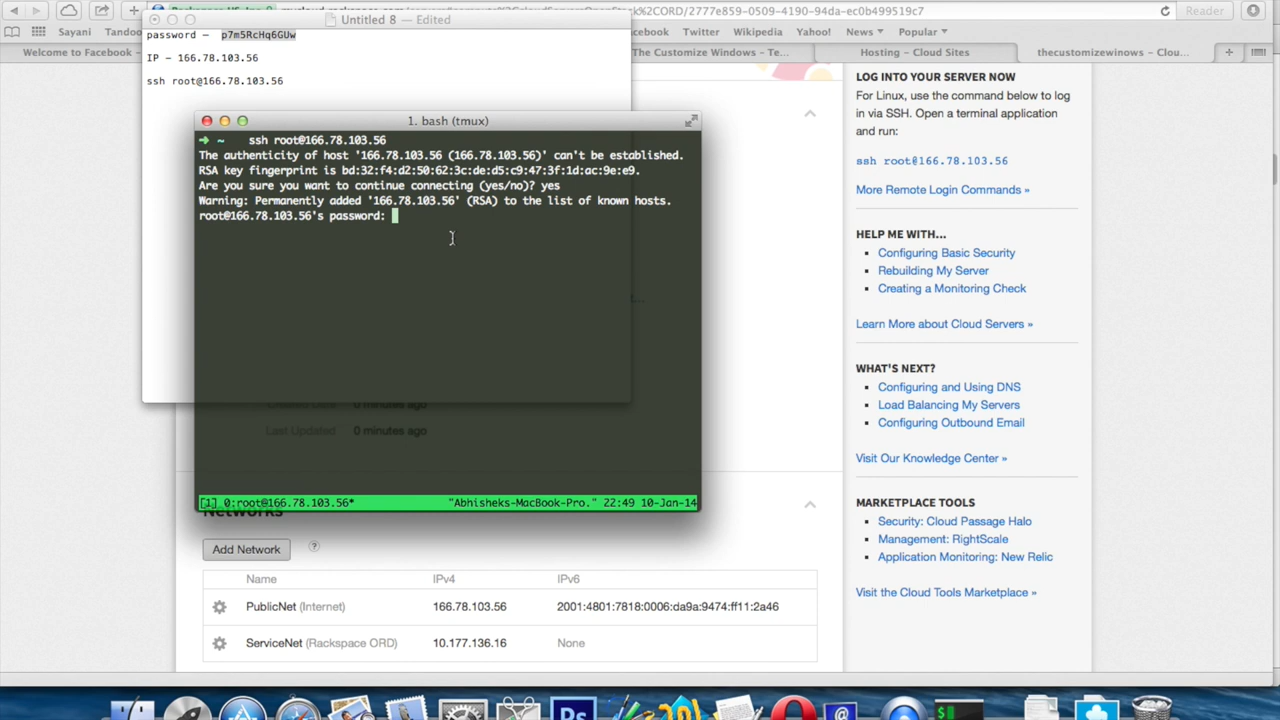 Untitled 8 — Edited
%2CORD/2777e859-0509-4190-94da-ec0b499519c7
Reader
Welcome to Facebook –
Sayani
Facebook
Twitter
Wikipedia
Yahoo!
News
Popular
The Customize Windows - Te...
Hosting - Cloud Sites
thecustomizewinows - Clou...
password – p7m5RcHq6GUw
IP – 166.78.103.56
ssh root@166.78.103.56
1. bash (tmux)
➜ ~ ssh root@166.78.103.56
The authenticity of host '166.78.103.56 (166.78.103.56)' can't be established.
RSA key fingerprint is bd:32:f4:d2:50:62:3c:de:d5:c9:47:3f:1d:ac:9e:e9.
Are you sure you want to continue connecting (yes/no)? yes
Warning: Permanently added '166.78.103.56' (RSA) to the list of known hosts.
root@166.78.103.56's password:
[1] 0:root@166.78.103.56* "Abhisheks-MacBook-Pro." 22:49 10-Jan-14
0 minutes ago
Last Updated 0 minutes ago
Networks
Add Network ?
Name IPv4 IPv6
PublicNet (Internet) 166.78.103.56 2001:4801:7818:0006:da9a:9474:ff11:2a46
ServiceNet (Rackspace ORD) 10.177.136.16 None
LOG INTO YOUR SERVER NOW
For Linux, use the command below to log
in via SSH. Open a terminal application
and run:
ssh root@166.78.103.56
More Remote Login Commands »
HELP ME WITH...
Configuring Basic Security
Rebuilding My Server
Creating a Monitoring Check
Learn More about Cloud Servers »
WHAT'S NEXT?
Configuring and Using DNS
Load Balancing My Servers
Configuring Outbound Email
Visit Our Knowledge Center »
MARKETPLACE TOOLS
Security: Cloud Passage Halo
Management: RightScale
Application Monitoring: New Relic
Visit the Cloud Tools Marketplace »